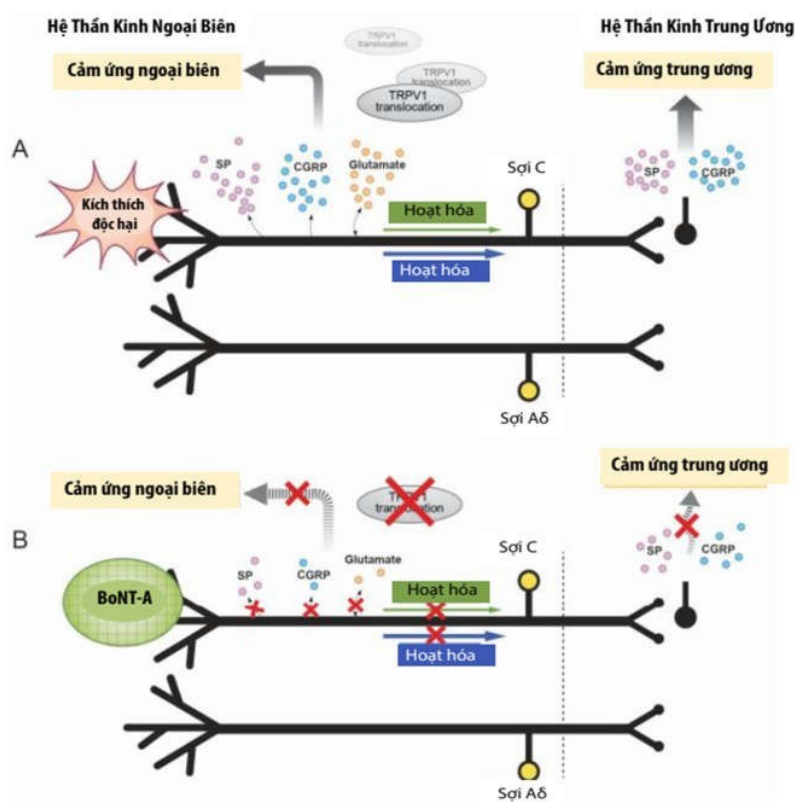 Hệ Thần Kinh Ngoại Biên
Hệ Thần Kinh Trung Ương
Cảm ứng ngoại biên
TRPV1
translocation
TRPV1
translocation
TRPV1
translocation
Cảm ứng trung ương
A
SP
CGRP
Glutamate
Sợi C
SP
CGRP
Kích thích
độc hại
Hoạt hóa
Hoạt hóa
Sợi Aδ
Cảm ứng ngoại biên
TRPV1
translocation
Cảm ứng trung ương
B
SP
CGRP
Glutamate
Sợi C
SP
CGRP
BoNT-A
Hoạt hóa
Hoạt hóa
Sợi Aδ